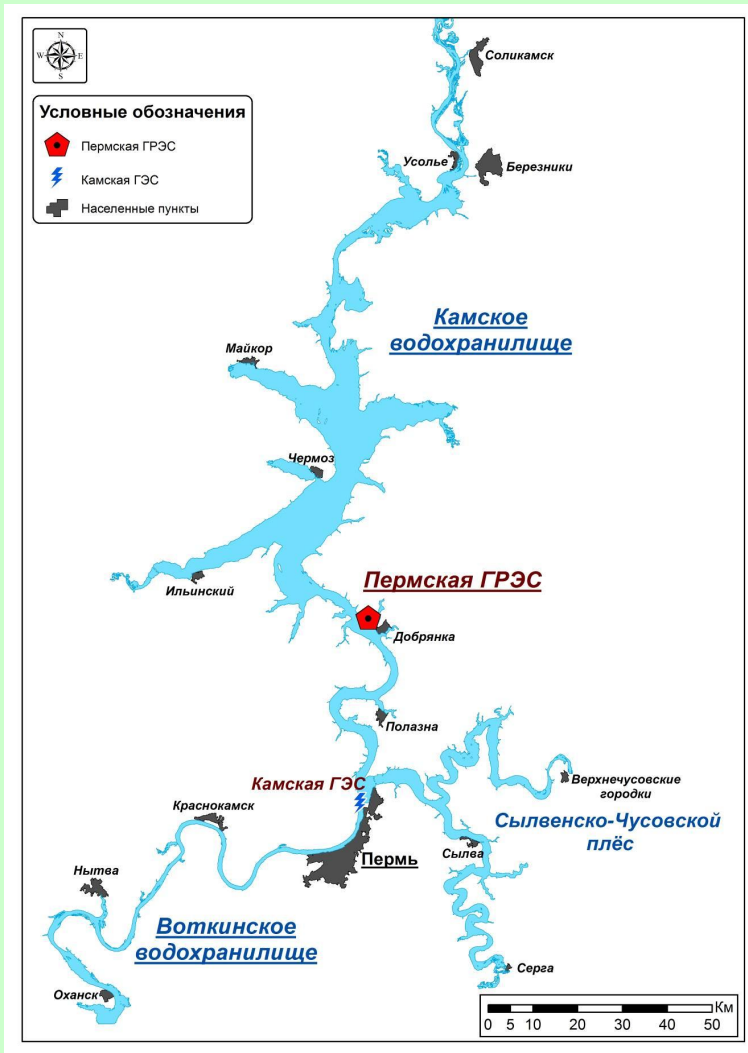 N
W E
S
Условные обозначения
Пермская ГРЭС
Камская ГЭС
Населенные пункты
Соликамск
Усолье
Березники
Камское
водохранилище
Майкор
Чермоз
Ильинский
Пермская ГРЭС
Добрянка
Полазна
Камская ГЭС
Краснокамск
Верхнечусовские
городки
Сылвенско-Чусовской
плёс
Сылва
Пермь
Нытва
Воткинское
водохранилище
Оханск
Серга
Км
0 5 10 20 30 40 50